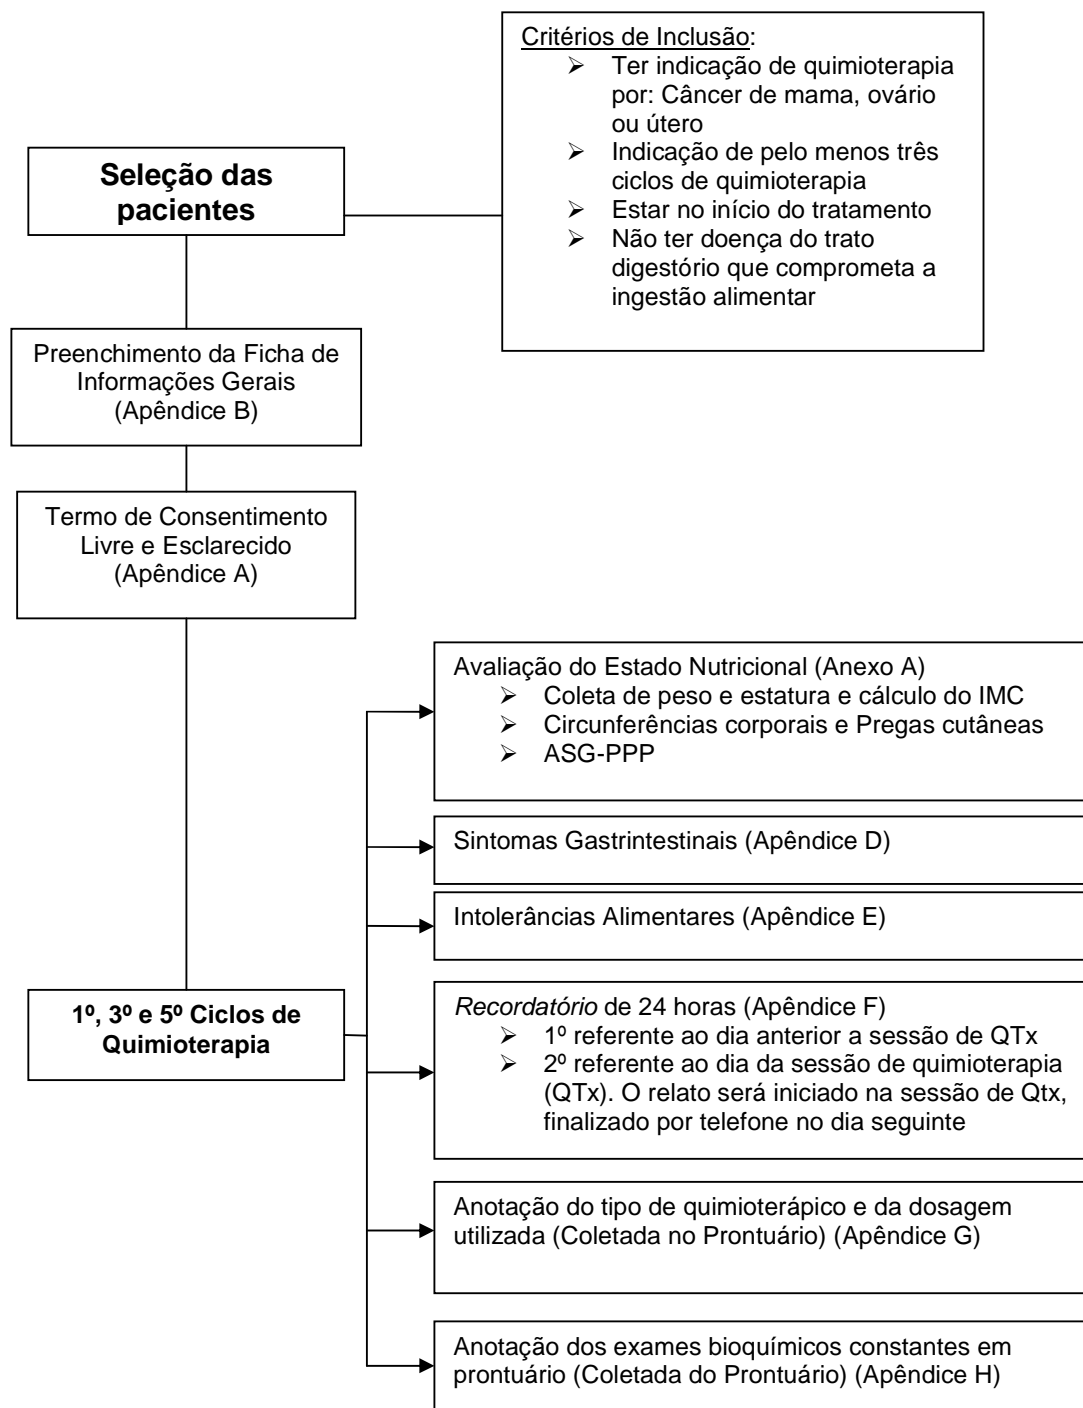 Critérios de Inclusão:
➢ Ter indicação de quimioterapia
por: Câncer de mama, ovário
ou útero
➢ Indicação de pelo menos três
ciclos de quimioterapia
➢ Estar no início do tratamento
➢ Não ter doença do trato
digestório que comprometa a
ingestão alimentar
Seleção das
pacientes
Preenchimento da Ficha de
Informações Gerais
(Apêndice B)
Termo de Consentimento
Livre e Esclarecido
(Apêndice A)
1º, 3º e 5º Ciclos de
Quimioterapia
Avaliação do Estado Nutricional (Anexo A)
➢ Coleta de peso e estatura e cálculo do IMC
➢ Circunferências corporais e Pregas cutâneas
➢ ASG-PPP
Sintomas Gastrintestinais (Apêndice D)
Intolerâncias Alimentares (Apêndice E)
Recordatório de 24 horas (Apêndice F)
➢ 1º referente ao dia anterior a sessão de QTx
➢ 2º referente ao dia da sessão de quimioterapia
(QTx). O relato será iniciado na sessão de Qtx,
finalizado por telefone no dia seguinte
Anotação do tipo de quimioterápico e da dosagem
utilizada (Coletada no Prontuário) (Apêndice G)
Anotação dos exames bioquímicos constantes em
prontuário (Coletada do Prontuário) (Apêndice H)